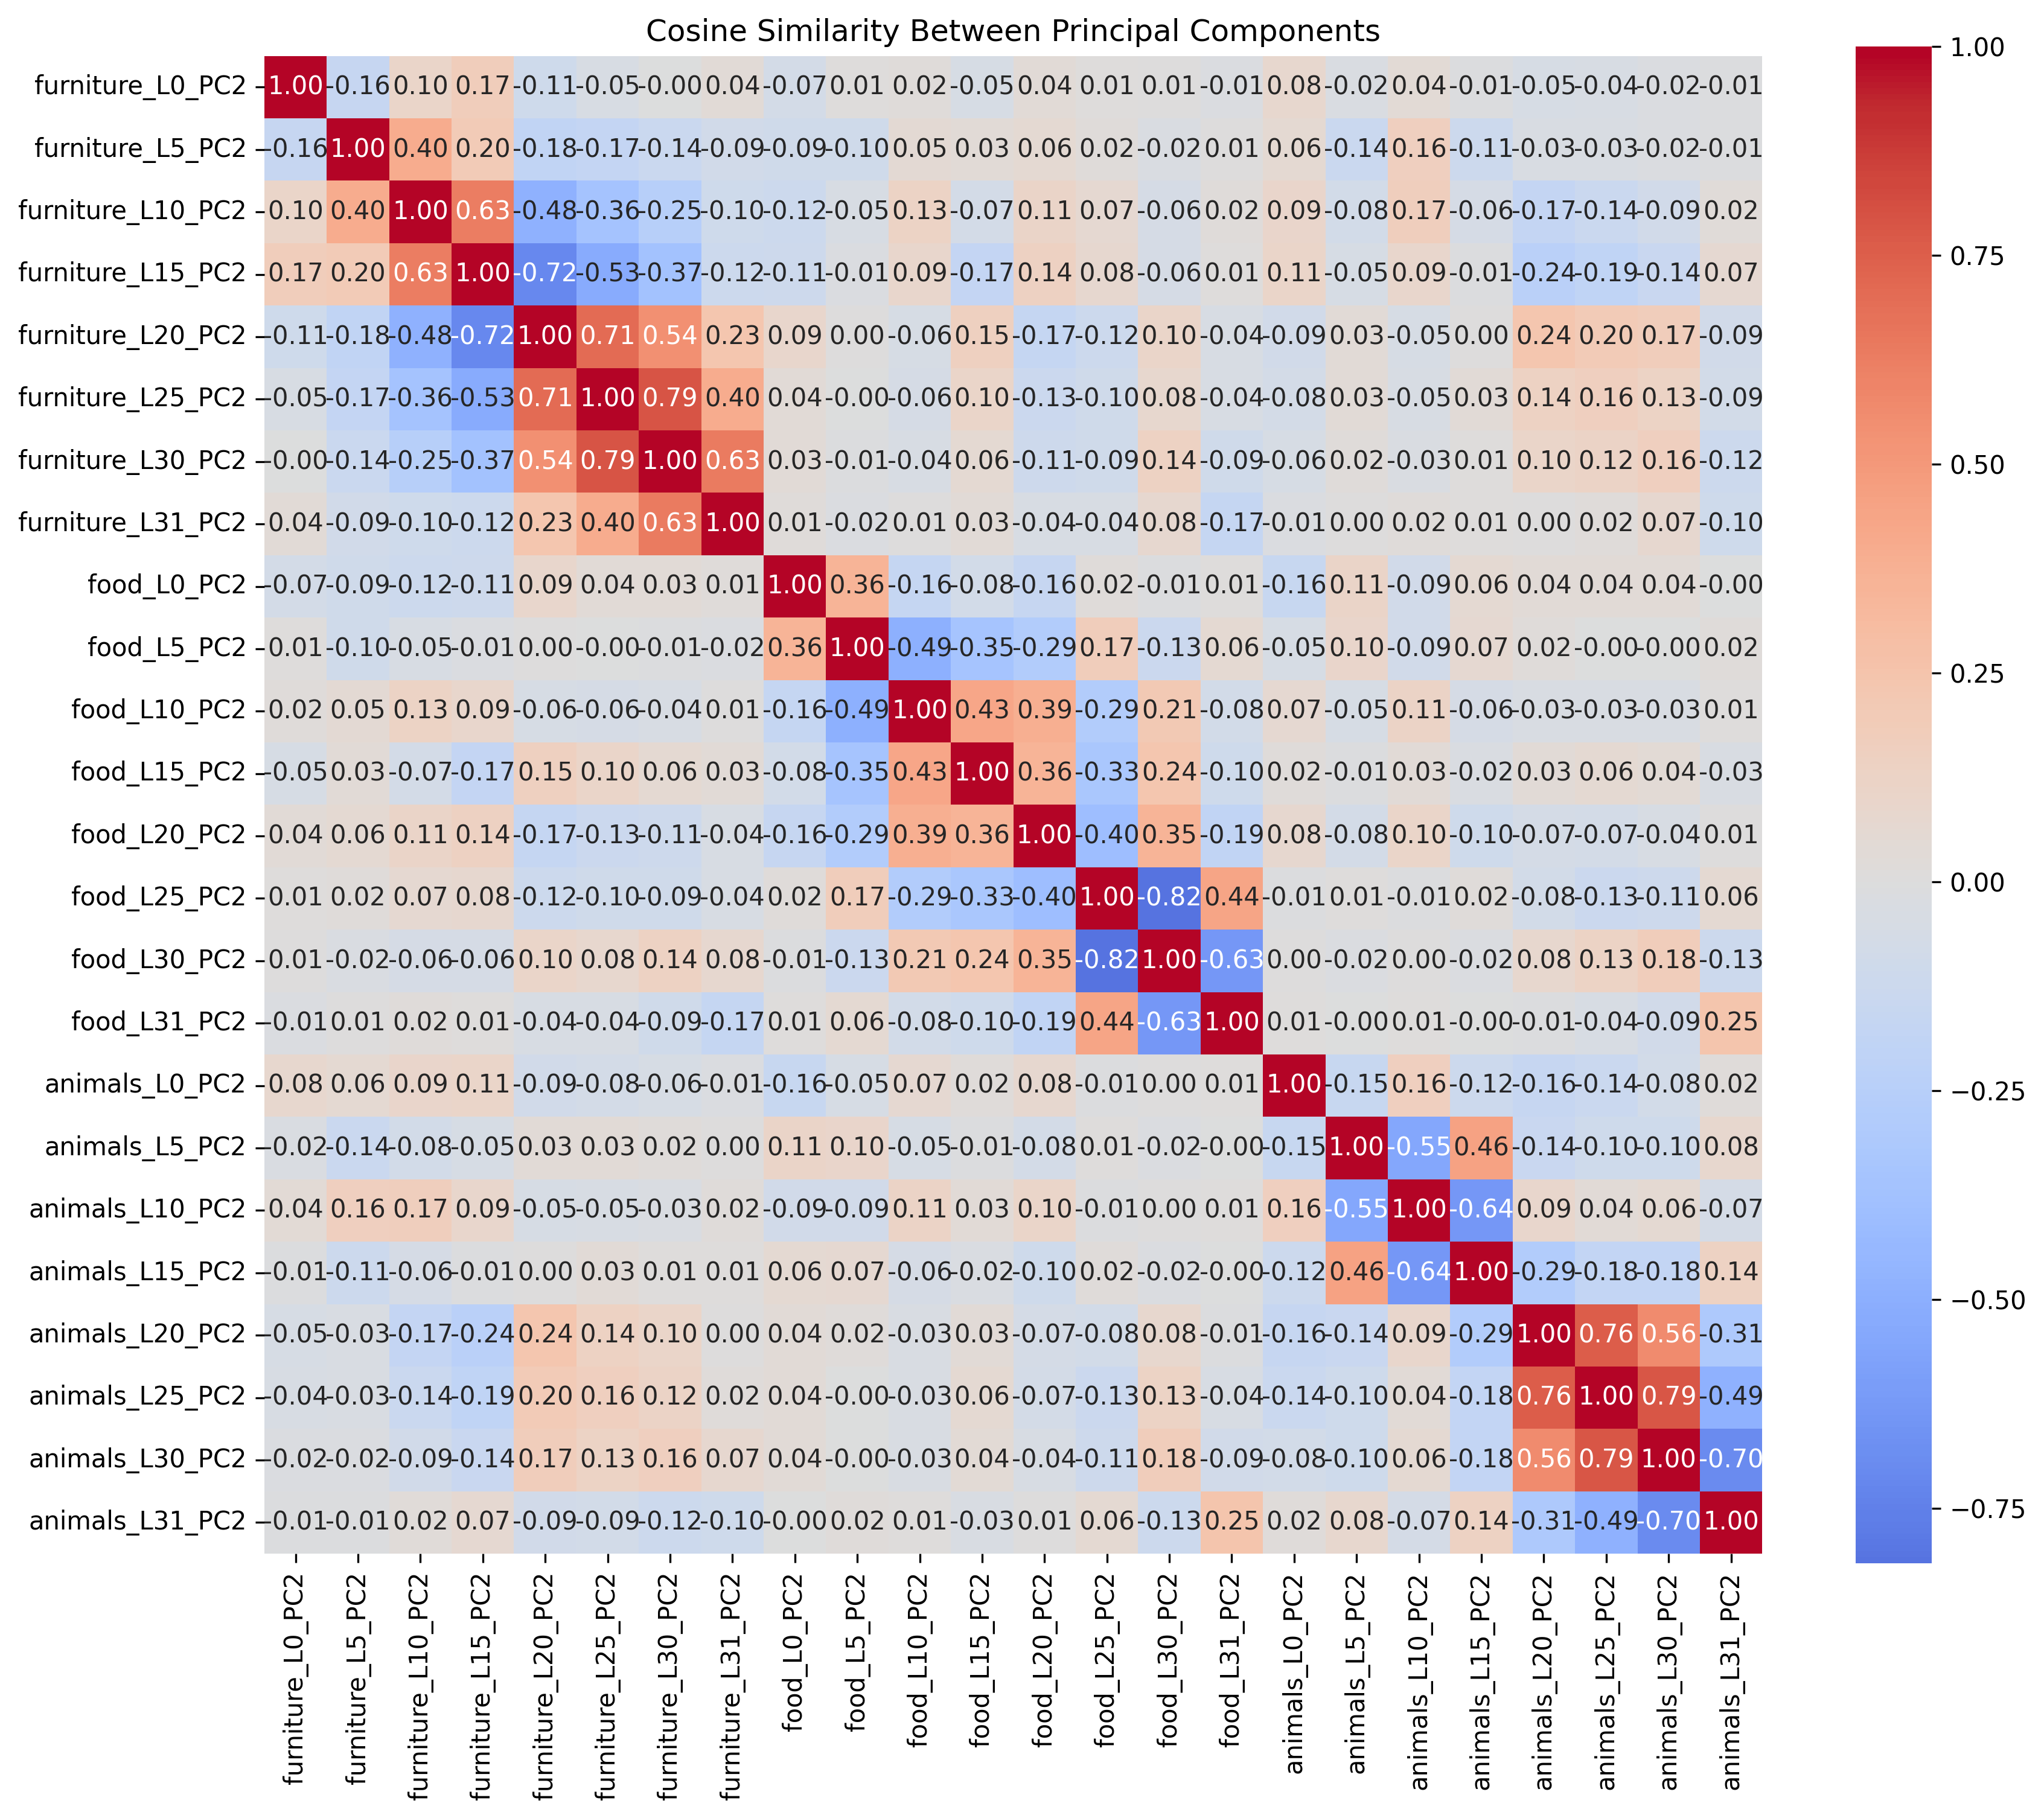 Cosine Similarity Between Principal Components
furniture_L0_PC2 1.00 -0.16 0.10 0.17 -0.11 -0.05 -0.00 0.04 -0.07 0.01 0.02 -0.05 0.04 0.01 0.01 -0.01 0.08 -0.02 0.04 -0.01 -0.05 -0.04 -0.02 -0.01
furniture_L5_PC2 -0.16 1.00 0.40 0.20 -0.18 -0.17 -0.14 -0.09 -0.09 -0.10 0.05 0.03 0.06 0.02 -0.02 0.01 0.06 -0.14 0.16 -0.11 -0.03 -0.03 -0.02 -0.01
furniture_L10_PC2 0.10 0.40 1.00 0.63 -0.48 -0.36 -0.25 -0.10 -0.12 -0.05 0.13 -0.07 0.11 0.07 -0.06 0.02 0.09 -0.08 0.17 -0.06 -0.17 -0.14 -0.09 0.02
furniture_L15_PC2 0.17 0.20 0.63 1.00 -0.72 -0.53 -0.37 -0.12 -0.11 -0.01 0.09 -0.17 0.14 0.08 -0.06 0.01 0.11 -0.05 0.09 -0.01 -0.24 -0.19 -0.14 0.07
furniture_L20_PC2 -0.11 -0.18 -0.48 -0.72 1.00 0.71 0.54 0.23 0.09 0.00 -0.06 0.15 -0.17 -0.12 0.10 -0.04 -0.09 0.03 -0.05 0.00 0.24 0.20 0.17 -0.09
furniture_L25_PC2 -0.05 -0.17 -0.36 -0.53 0.71 1.00 0.79 0.40 0.04 -0.00 -0.06 0.10 -0.13 -0.10 0.08 -0.04 -0.08 0.03 -0.05 0.03 0.14 0.16 0.13 -0.09
furniture_L30_PC2 -0.00 -0.14 -0.25 -0.37 0.54 0.79 1.00 0.63 0.03 -0.01 -0.04 0.06 -0.11 -0.09 0.14 -0.09 -0.06 0.02 -0.03 0.01 0.10 0.12 0.16 -0.12
furniture_L31_PC2 0.04 -0.09 -0.10 -0.12 0.23 0.40 0.63 1.00 0.01 -0.02 0.01 0.03 -0.04 -0.04 0.08 -0.17 -0.01 0.00 0.02 0.01 0.00 0.02 0.07 -0.10
food_L0_PC2 -0.07 -0.09 -0.12 -0.11 0.09 0.04 0.03 0.01 1.00 0.36 -0.16 -0.08 -0.16 0.02 -0.01 0.01 -0.16 0.11 -0.09 0.06 0.04 0.04 0.04 -0.00
food_L5_PC2 0.01 -0.10 -0.05 -0.01 0.00 -0.00 -0.01 -0.02 0.36 1.00 -0.49 -0.35 -0.29 0.17 -0.13 0.06 -0.05 0.10 -0.09 0.07 0.02 -0.00 -0.00 0.02
food_L10_PC2 0.02 0.05 0.13 0.09 -0.06 -0.06 -0.04 0.01 -0.16 -0.49 1.00 0.43 0.39 -0.29 0.21 -0.08 0.07 -0.05 0.11 -0.06 -0.03 -0.03 -0.03 0.01
food_L15_PC2 -0.05 0.03 -0.07 -0.17 0.15 0.10 0.06 0.03 -0.08 -0.35 0.43 1.00 0.36 -0.33 0.24 -0.10 0.02 -0.01 0.03 -0.02 0.03 0.06 0.04 -0.03
food_L20_PC2 0.04 0.06 0.11 0.14 -0.17 -0.13 -0.11 -0.04 -0.16 -0.29 0.39 0.36 1.00 -0.40 0.35 -0.19 0.08 -0.08 0.10 -0.10 -0.07 -0.07 -0.04 0.01
food_L25_PC2 0.01 0.02 0.07 0.08 -0.12 -0.10 -0.09 -0.04 0.02 0.17 -0.29 -0.33 -0.40 1.00 -0.82 0.44 -0.01 0.01 -0.01 0.02 -0.08 -0.13 -0.11 0.06
food_L30_PC2 0.01 -0.02 -0.06 -0.06 0.10 0.08 0.14 0.08 -0.01 -0.13 0.21 0.24 0.35 -0.82 1.00 -0.63 0.00 -0.02 0.00 -0.02 0.08 0.13 0.18 -0.13
food_L31_PC2 -0.01 0.01 0.02 0.01 -0.04 -0.04 -0.09 -0.17 0.01 0.06 -0.08 -0.10 -0.19 0.44 -0.63 1.00 0.01 -0.00 0.01 -0.00 -0.01 -0.04 -0.09 0.25
animals_L0_PC2 0.08 0.06 0.09 0.11 -0.09 -0.08 -0.06 -0.01 -0.16 -0.05 0.07 0.02 0.08 -0.01 0.00 0.01 1.00 -0.15 0.16 -0.12 -0.16 -0.14 -0.08 0.02
animals_L5_PC2 -0.02 -0.14 -0.08 -0.05 0.03 0.03 0.02 0.00 0.11 0.10 -0.05 -0.01 -0.08 0.01 -0.02 -0.00 -0.15 1.00 -0.55 0.46 -0.14 -0.10 -0.10 0.08
animals_L10_PC2 0.04 0.16 0.17 0.09 -0.05 -0.05 -0.03 0.02 -0.09 -0.09 0.11 0.03 0.10 -0.01 0.00 0.01 0.16 -0.55 1.00 -0.64 0.09 0.04 0.06 -0.07
animals_L15_PC2 -0.01 -0.11 -0.06 -0.01 0.00 0.03 0.01 0.01 0.06 0.07 -0.06 -0.02 -0.10 0.02 -0.02 -0.00 -0.12 0.46 -0.64 1.00 -0.29 -0.18 -0.18 0.14
animals_L20_PC2 -0.05 -0.03 -0.17 -0.24 0.24 0.14 0.10 0.00 0.04 0.02 -0.03 0.03 -0.07 -0.08 0.08 -0.01 -0.16 -0.14 0.09 -0.29 1.00 0.76 0.56 -0.31
animals_L25_PC2 -0.04 -0.03 -0.14 -0.19 0.20 0.16 0.12 0.02 0.04 -0.00 -0.03 0.06 -0.07 -0.13 0.13 -0.04 -0.14 -0.10 0.04 -0.18 0.76 1.00 0.79 -0.49
animals_L30_PC2 -0.02 -0.02 -0.09 -0.14 0.17 0.13 0.16 0.07 0.04 -0.00 -0.03 0.04 -0.04 -0.11 0.18 -0.09 -0.08 -0.10 0.06 -0.18 0.56 0.79 1.00 -0.70
animals_L31_PC2 -0.01 -0.01 0.02 0.07 -0.09 -0.09 -0.12 -0.10 -0.00 0.02 0.01 -0.03 0.01 0.06 -0.13 0.25 0.02 0.08 -0.07 0.14 -0.31 -0.49 -0.70 1.00
furniture_L0_PC2
furniture_L5_PC2
furniture_L10_PC2
furniture_L15_PC2
furniture_L20_PC2
furniture_L25_PC2
furniture_L30_PC2
furniture_L31_PC2
food_L0_PC2
food_L5_PC2
food_L10_PC2
food_L15_PC2
food_L20_PC2
food_L25_PC2
food_L30_PC2
food_L31_PC2
animals_L0_PC2
animals_L5_PC2
animals_L10_PC2
animals_L15_PC2
animals_L20_PC2
animals_L25_PC2
animals_L30_PC2
animals_L31_PC2
1.00
0.75
0.50
0.25
0.00
−0.25
−0.50
−0.75